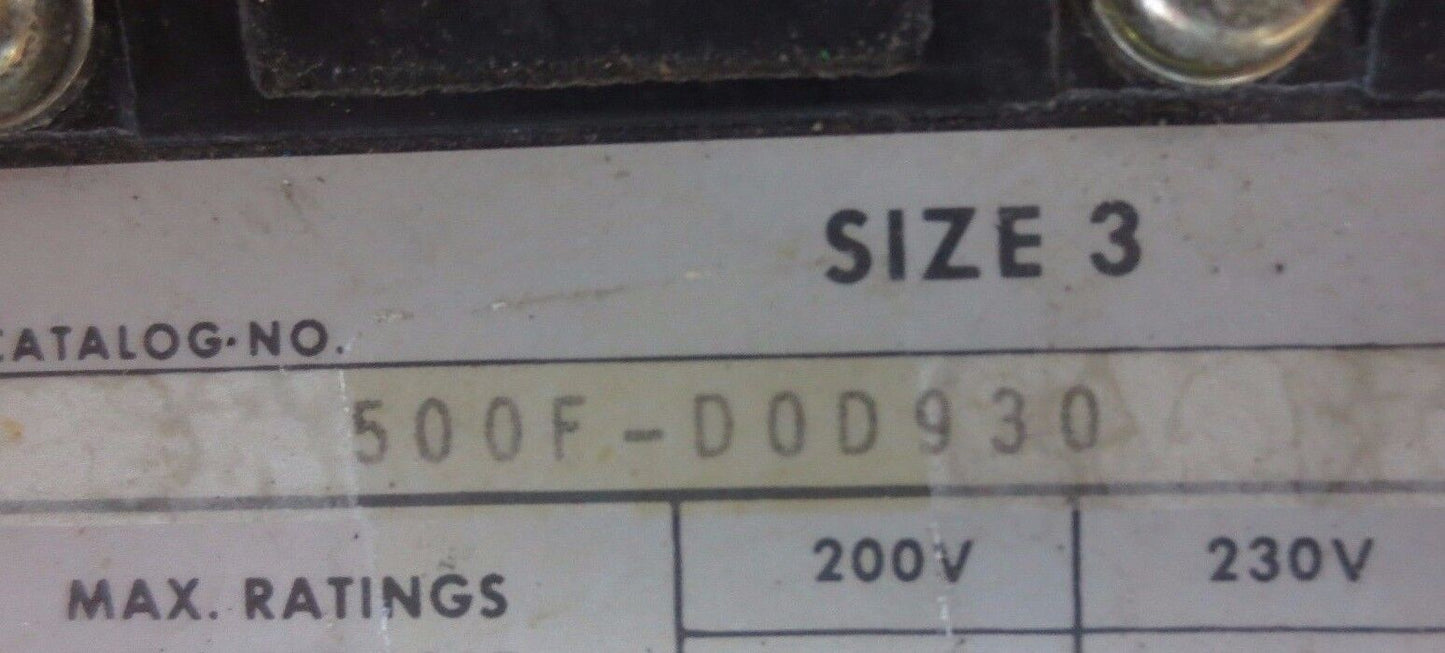 SIZE 3
CATALOG·NO.
500F-D0D930
MAX. RATINGS 200V 230V